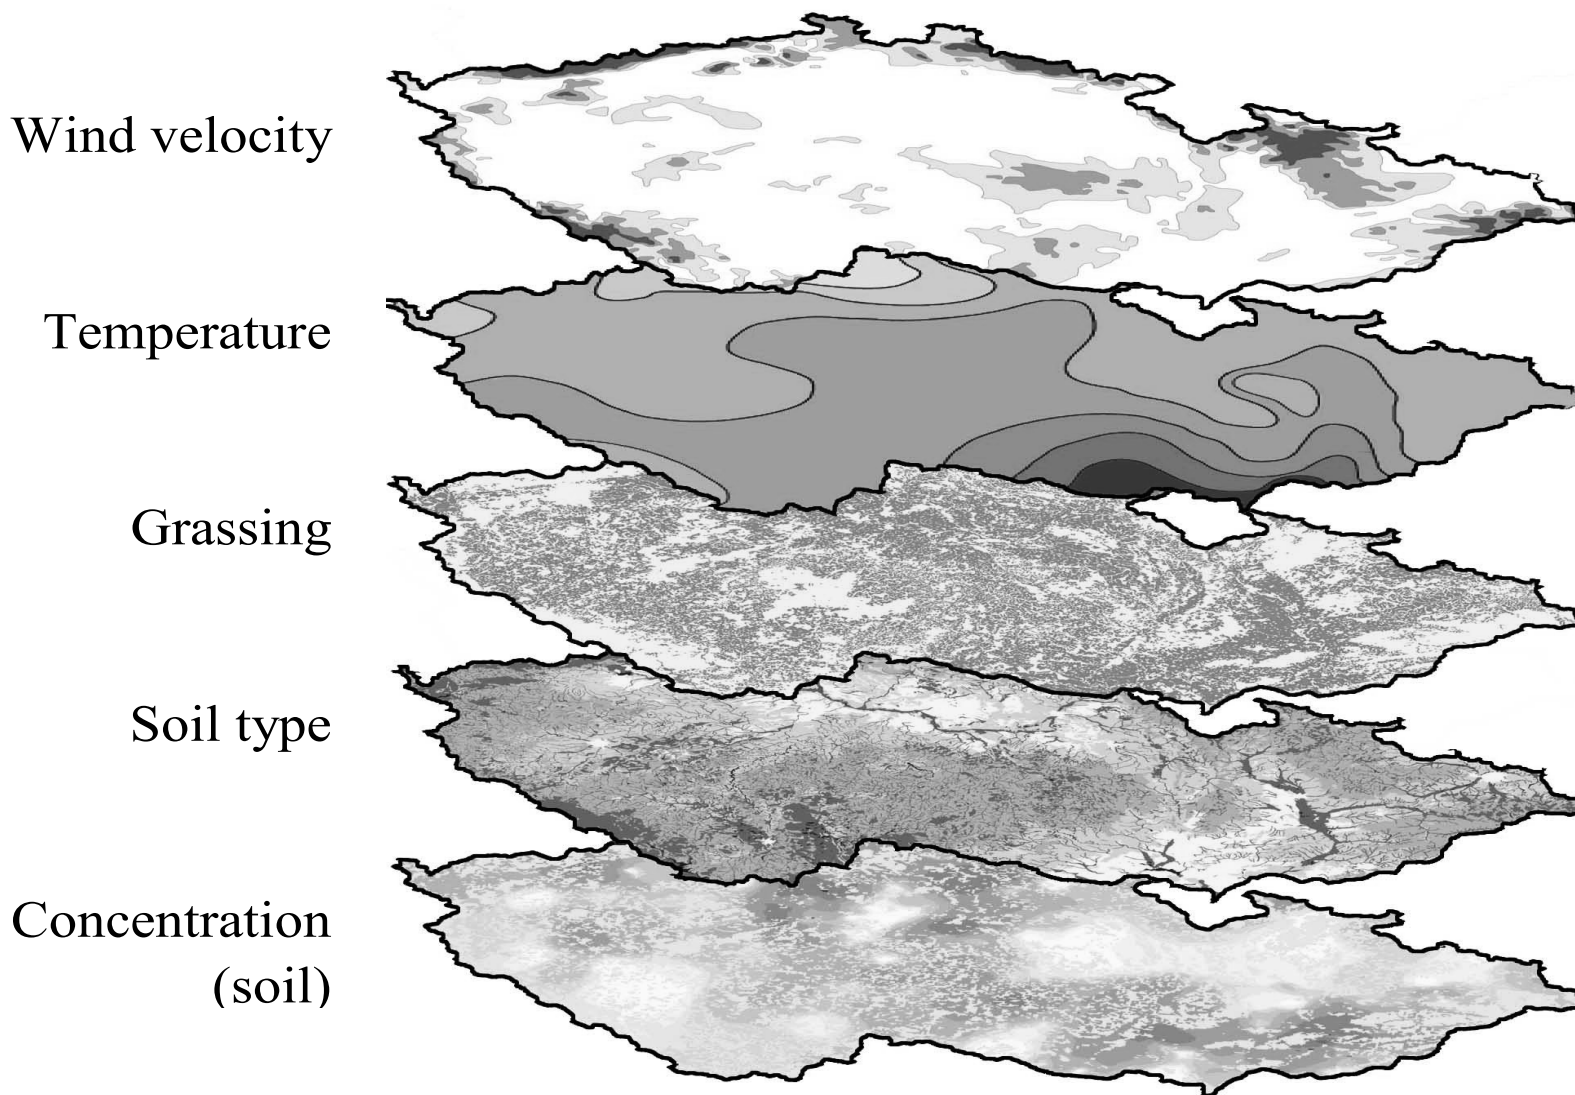 Wind velocity
Temperature
Grassing
Soil type
Concentration
(soil)